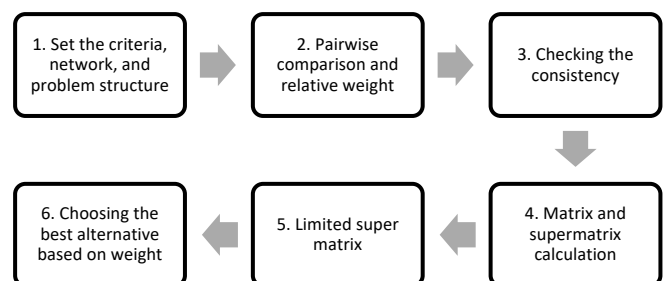 1. Set the criteria,
network, and
problem structure
2. Pairwise
comparison and
relative weight
3. Checking the
consistency
4. Matrix and
supermatrix
calculation
5. Limited super
matrix
6. Choosing the
best alternative
based on weight